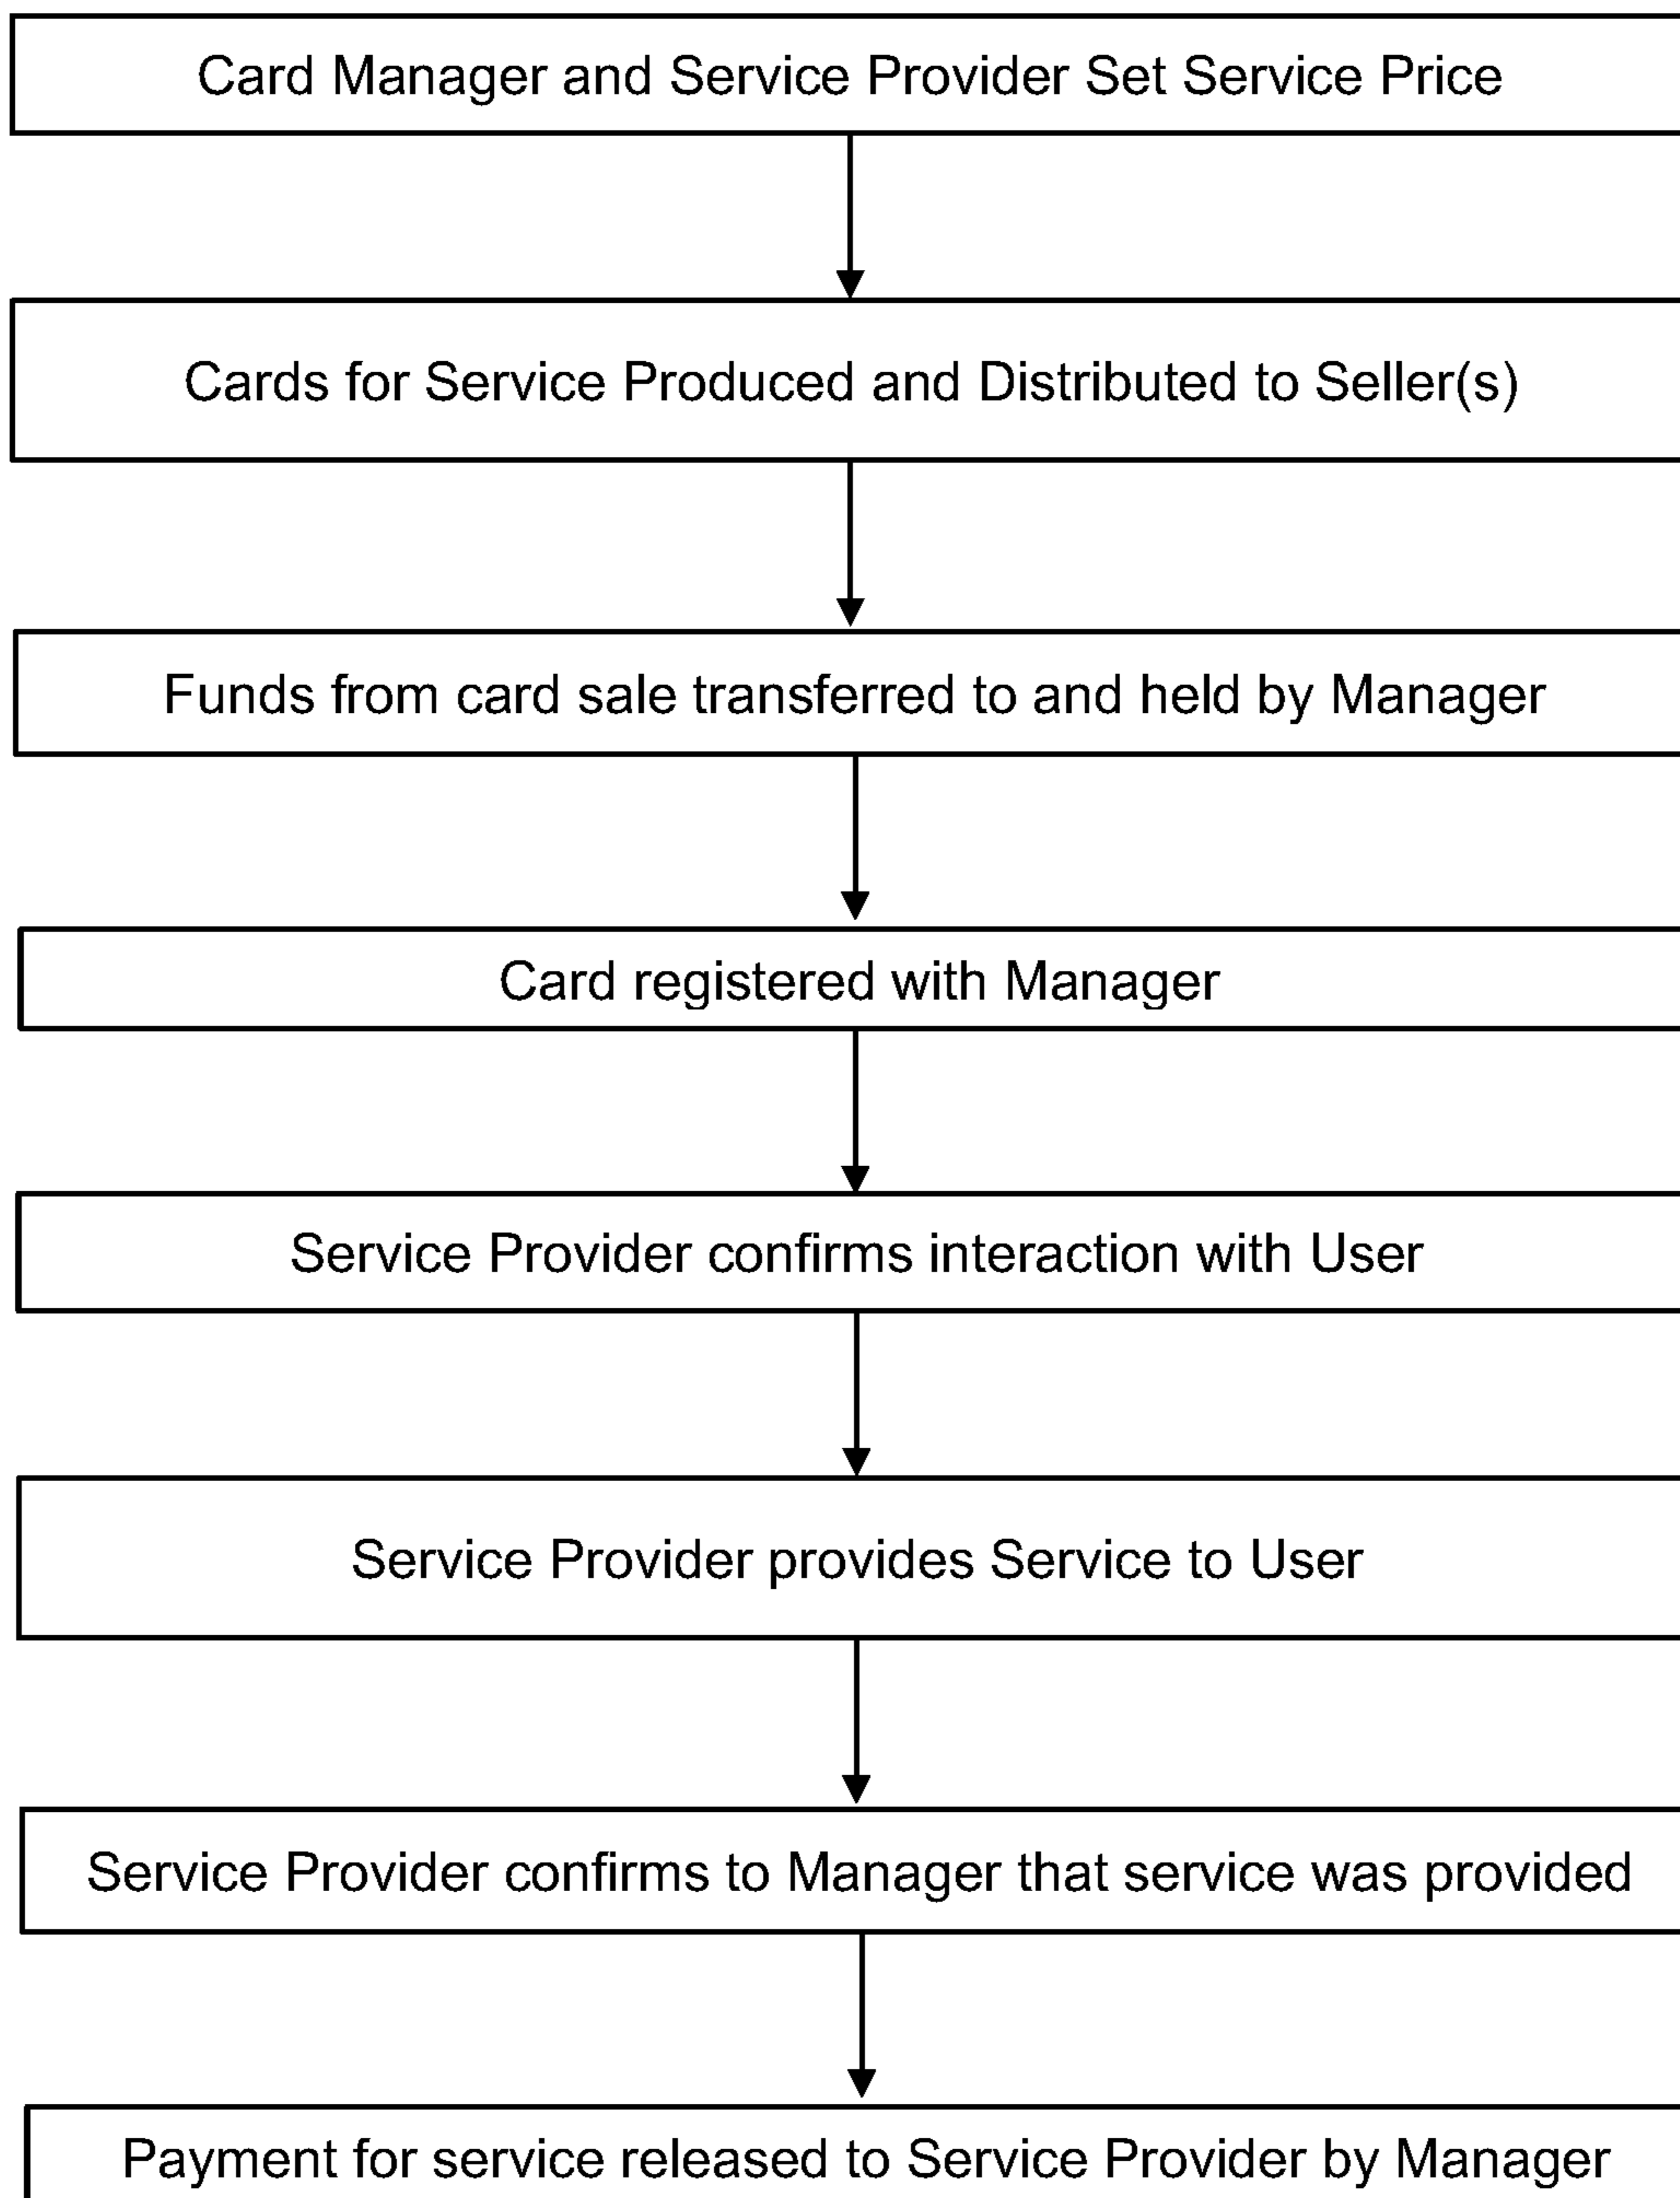 Card Manager and Service Provider Set Service Price
Cards for Service Produced and Distributed to Seller(s)
Funds from card sale transferred to and held by Manager
Card registered with Manager
Service Provider confirms interaction with User
Service Provider provides Service to User
Service Provider confirms to Manager that service was provided
Payment for service released to Service Provider by Manager